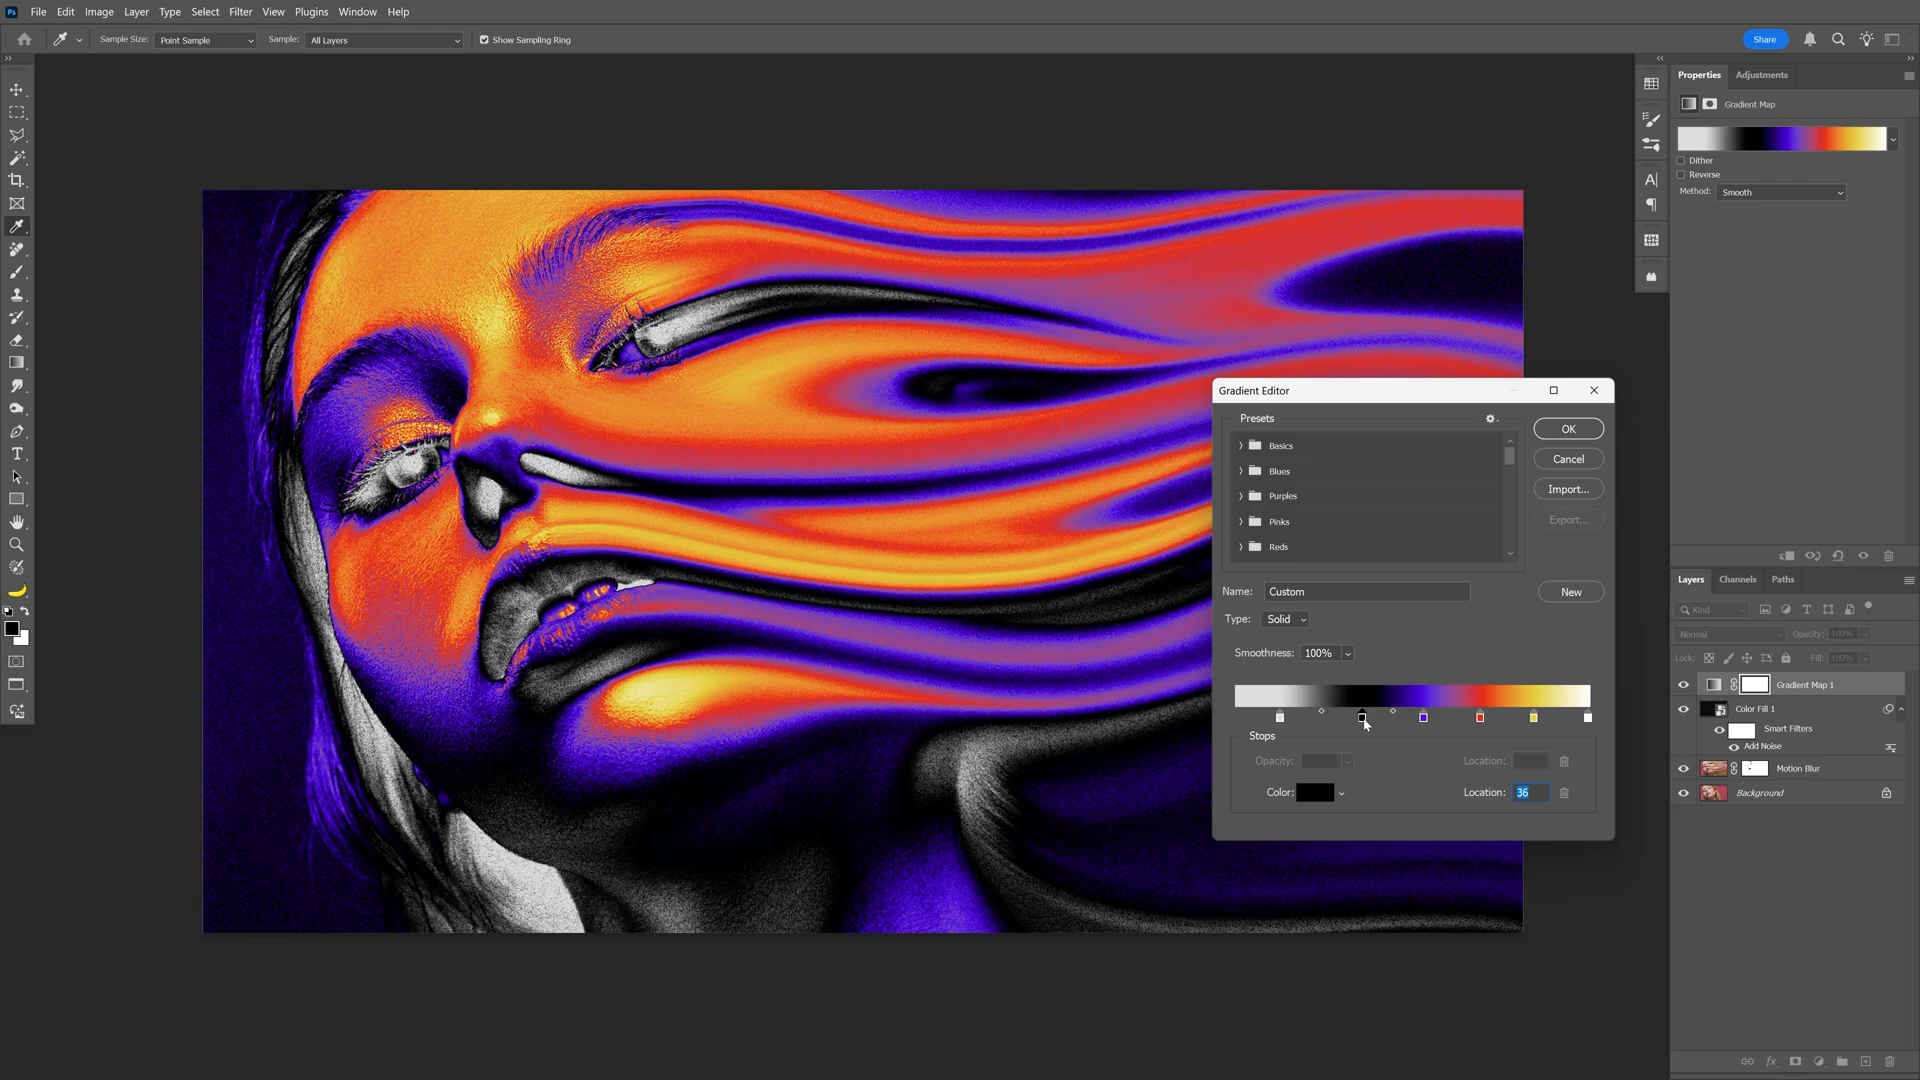 Ps File Edit Image Layer Type Select Filter View Plugins Window Help
Sample Size: Point Sample Sample: All Layers Show Sampling Ring Share
Properties Adjustments
Gradient Map
Dither
Reverse
Method: Smooth
Gradient Editor
Presets
Basics
Blues
Purples
Pinks
Reds
OK
Cancel
Import...
Export...
Name: Custom New
Type: Solid
Smoothness: 100%
Stops
Opacity: Location:
Color: Location: 36
Layers Channels Paths
Kind
Normal Opacity: 100%
Lock: Fill: 100%
Gradient Map 1
Color Fill 1
Smart Filters
Add Noise
Motion Blur
Background
fx